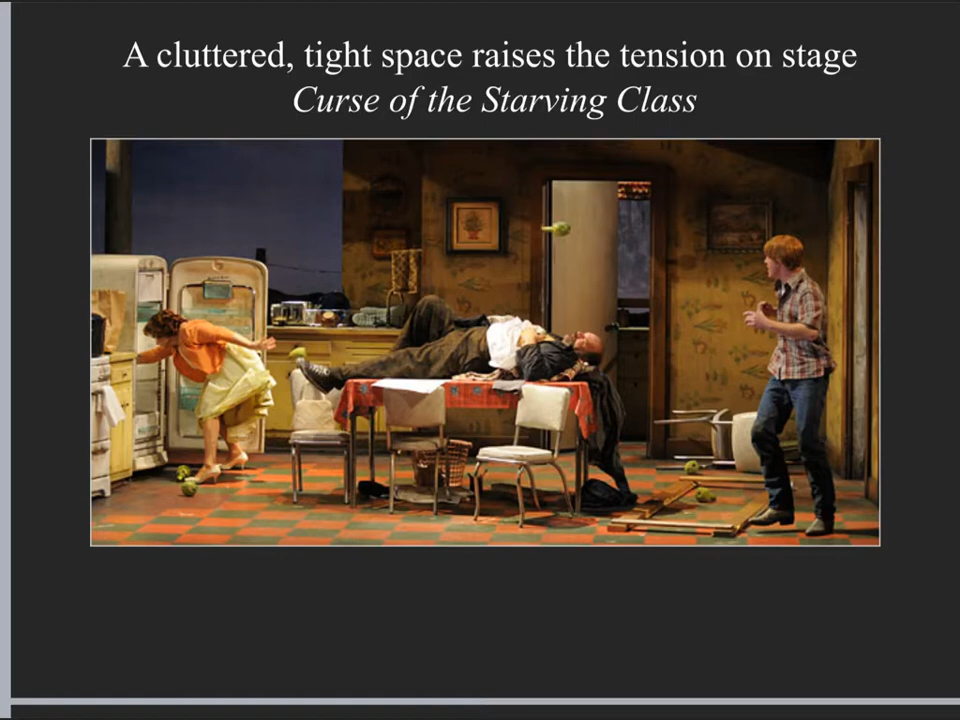 A cluttered, tight space raises the tension on stage
Curse of the Starving Class